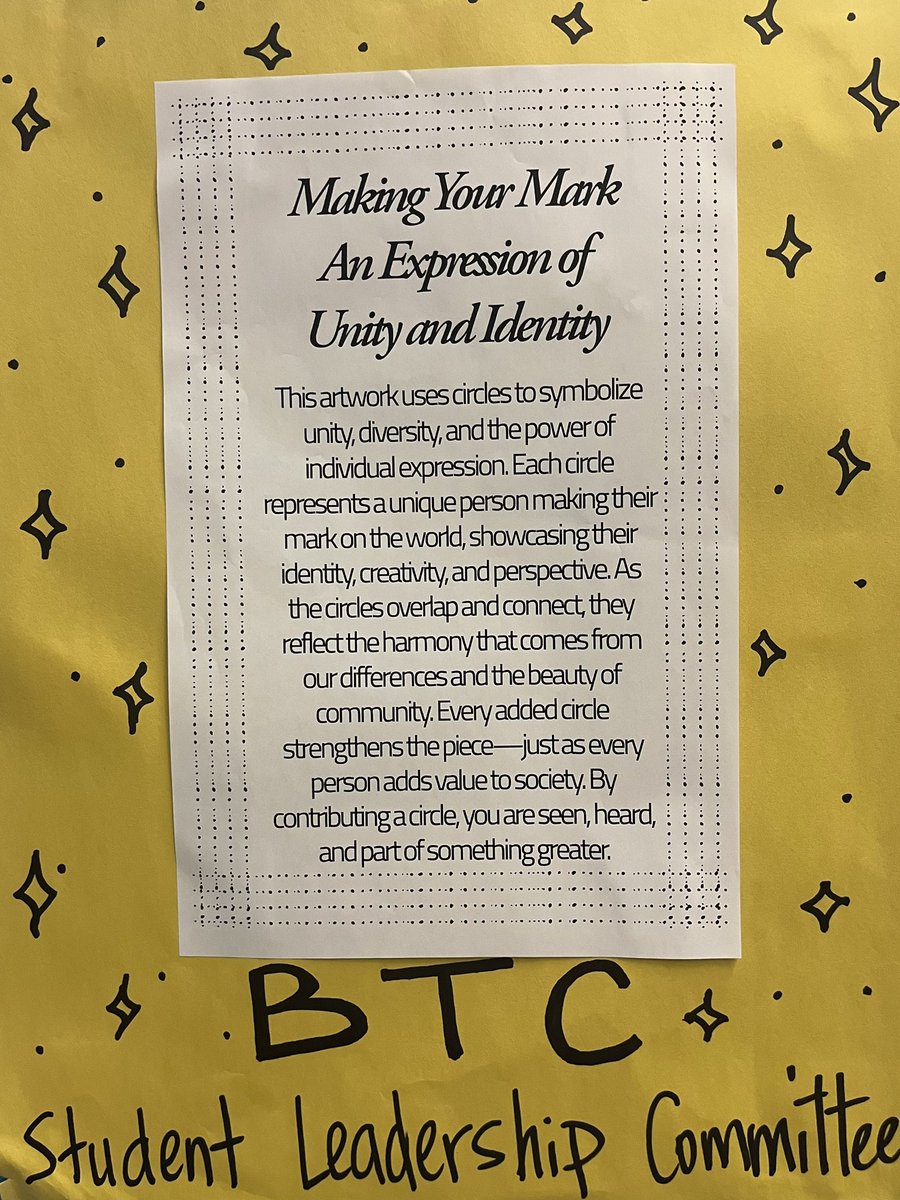 Making Your Mark
An Expression of
Unity and Identity
This artwork uses circles to symbolize
unity, diversity, and the power of
individual expression. Each circle
represents a unique person making their
mark on the world, showcasing their
identity, creativity, and perspective. As
the circles overlap and connect, they
reflect the harmony that comes from
our differences and the beauty of
community. Every added circle
strengthens the piece—just as every
person adds value to society. By
contributing a circle, you are seen, heard,
and part of something greater.
BTC
Student Leadership Committee